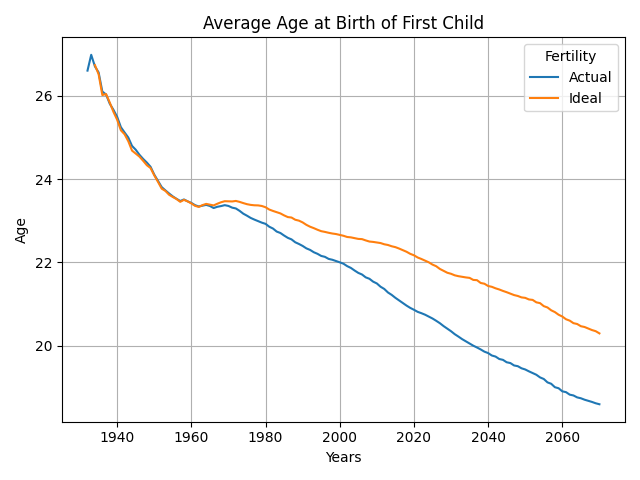 Average Age at Birth of First Child
Fertility
Actual
Ideal
Age
26
24
22
20
1940 1960 1980 2000 2020 2040 2060
Years